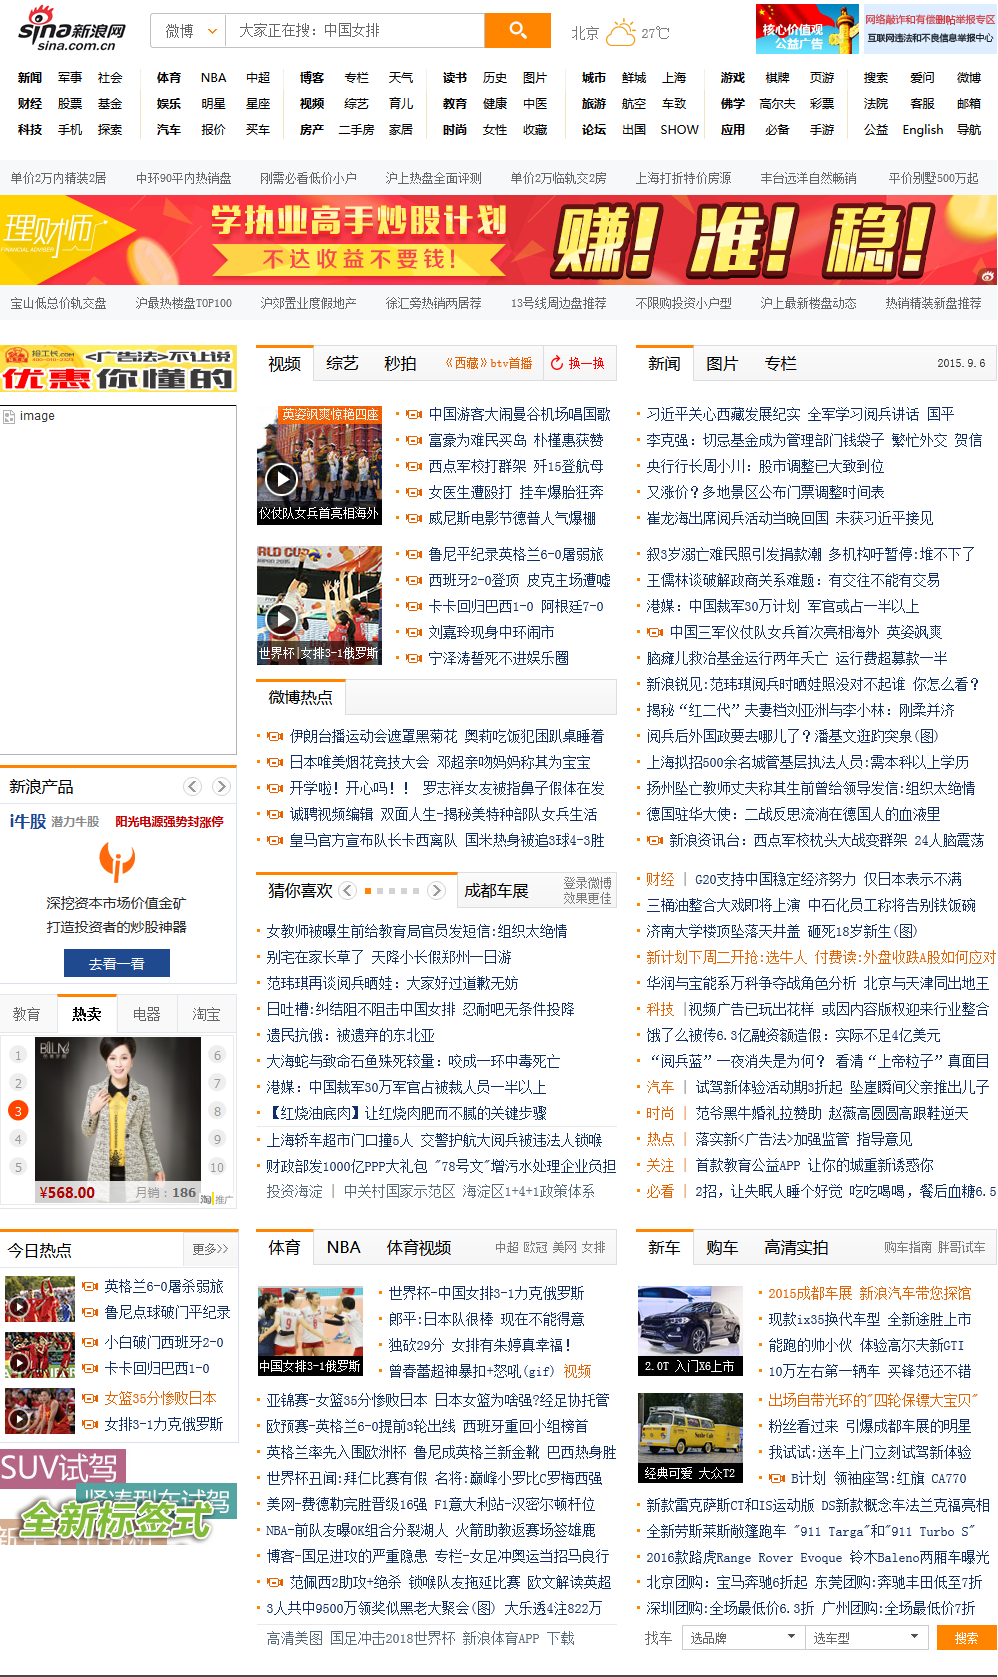 sina新浪网
sina.com.cn
微博 大家正在搜：中国女排
北京 27℃
核心价值观
公益广告
网络敲诈和有偿删帖举报专区
互联网违法和不良信息举报中心
新闻 军事 社会 体育 NBA 中超 博客 专栏 天气 读书 历史 图片 城市 鲜城 上海 游戏 棋牌 页游 搜索 爱问 微博
财经 股票 基金 娱乐 明星 星座 视频 综艺 育儿 教育 健康 中医 旅游 航空 车致 佛学 高尔夫 彩票 法院 客服 邮箱
科技 手机 探索 汽车 报价 买车 房产 二手房 家居 时尚 女性 收藏 论坛 出国 SHOW 应用 必备 手游 公益 English 导航
单价2万内精装2居 中环90平内热销盘 刚需必看低价小户 沪上热盘全面评测 单价2万临轨交2房 上海打折特价房源 丰台远洋自然畅销 平价别墅500万起
理财师
FINANCIAL ADVISOR
学执业高手炒股计划
不达收益不要钱！
赚！准！稳！
宝山低总价轨交盘 沪最热楼盘TOP100 沪郊置业度假地产 徐汇旁热销两居荐 13号线周边盘推荐 不限购投资小户型 沪上最新楼盘动态 热销精装新盘推荐
抢工长.com
400-010-2323
<广告法>不让说
优惠你懂的
image
新浪产品
i牛股 潜力牛股 阳光电源强势封涨停
深挖资本市场价值金矿
打造投资者的炒股神器
去看一看
教育 热卖 电器 淘宝
1 6
2 7
3 8
4 9
5 10
¥568.00 月销：186
淘 推广
今日热点 更多>>
英格兰6-0屠杀弱旅
鲁尼点球破门平纪录
小白破门西班牙2-0
卡卡回归巴西1-0
女篮35分惨败日本
女排3-1力克俄罗斯
SUV试驾
全新标签式
视频 综艺 秒拍 《西藏》btv首播 换一换
英姿飒爽惊艳四座
仪仗队女兵首亮相海外
中国游客大闹曼谷机场唱国歌
富豪为难民买岛 朴槿惠获赞
西点军校打群架 歼15登航母
女医生遭殴打 挂车爆胎狂奔
威尼斯电影节德普人气爆棚
世界杯|女排3-1俄罗斯
鲁尼平纪录英格兰6-0屠弱旅
西班牙2-0登顶 皮克主场遭嘘
卡卡回归巴西1-0 阿根廷7-0
刘嘉玲现身中环闹市
宁泽涛誓死不进娱乐圈
微博热点
伊朗台播运动会遮罩黑菊花 奥莉吃饭犯困趴桌睡着
日本唯美烟花竞技大会 邓超亲吻妈妈称其为宝宝
开学啦！开心吗！！ 罗志祥女友被指鼻子假体在发
诚聘视频编辑 双面人生-揭秘美特种部队女兵生活
皇马官方宣布队长卡西离队 国米热身被追3球4-3胜
猜你喜欢 成都车展 登录微博
效果更佳
女教师被曝生前给教育局官员发短信:组织太绝情
别宅在家长草了 天降小长假郑州一日游
范玮琪再谈阅兵晒娃：大家好过道歉无妨
日吐槽:纠结阻不阻击中国女排 忍耐吧无条件投降
遗民抗俄：被遗弃的东北亚
大海蛇与致命石鱼殊死较量：咬成一环中毒死亡
港媒：中国裁军30万军官占被裁人员一半以上
【红烧油底肉】让红烧肉肥而不腻的关键步骤
上海轿车超市门口撞5人 交警护航大阅兵被违法人锁喉
财政部发1000亿PPP大礼包 "78号文"增污水处理企业负担
投资海淀 | 中关村国家示范区 海淀区1+4+1政策体系
体育 NBA 体育视频 中超 欧冠 美网 女排
中国女排3-1俄罗斯
世界杯-中国女排3-1力克俄罗斯
郎平:日本队很棒 现在不能得意
独砍29分 女排有朱婷真幸福！
曾春蕾超神暴扣+怒吼(gif) 视频
亚锦赛-女篮35分惨败日本 日本女篮为啥强?经足协托管
欧预赛-英格兰6-0提前3轮出线 西班牙重回小组榜首
英格兰率先入围欧洲杯 鲁尼成英格兰新金靴 巴西热身胜
世界杯丑闻:拜仁比赛有假 名将:巅峰小罗比C罗梅西强
美网-费德勒完胜晋级16强 F1意大利站-汉密尔顿杆位
NBA-前队友曝OK组合分裂湖人 火箭助教返赛场签雄鹿
博客-国足进攻的严重隐患 专栏-女足冲奥运当招马良行
范佩西2助攻+绝杀 锁喉队友拖延比赛 欧文解读英超
3人共中9500万领奖似黑老大聚会(图) 大乐透4注822万
高清美图 国足冲击2018世界杯 新浪体育APP 下载
新闻 图片 专栏 2015.9.6
习近平关心西藏发展纪实 全军学习阅兵讲话 国平
李克强：切忌基金成为管理部门钱袋子 繁忙外交 贺信
央行行长周小川：股市调整已大致到位
又涨价？多地景区公布门票调整时间表
崔龙海出席阅兵活动当晚回国 未获习近平接见
叙3岁溺亡难民照引发捐款潮 多机构吁暂停:堆不下了
王儒林谈破解政商关系难题：有交往不能有交易
港媒：中国裁军30万计划 军官或占一半以上
中国三军仪仗队女兵首次亮相海外 英姿飒爽
脑瘫儿救治基金运行两年夭亡 运行费超募款一半
新浪锐见:范玮琪阅兵时晒娃照没对不起谁 你怎么看？
揭秘“红二代”夫妻档刘亚洲与李小林：刚柔并济
阅兵后外国政要去哪儿了？潘基文逛趵突泉(图)
上海拟招500余名城管基层执法人员:需本科以上学历
扬州坠亡教师丈夫称其生前曾给领导发信:组织太绝情
德国驻华大使：二战反思流淌在德国人的血液里
新浪资讯台：西点军校枕头大战变群架 24人脑震荡
财经 | G20支持中国稳定经济努力 仅日本表示不满
三桶油整合大戏即将上演 中石化员工称将告别铁饭碗
济南大学楼顶坠落天井盖 砸死18岁新生(图)
新计划下周二开抢:选牛人 付费读:外盘收跌A股如何应对
华润与宝能系万科争夺战角色分析 北京与天津同出地王
科技 |视频广告已玩出花样 或因内容版权迎来行业整合
饿了么被传6.3亿融资额造假：实际不足4亿美元
“阅兵蓝”一夜消失是为何？ 看清“上帝粒子”真面目
汽车 | 试驾新体验活动期3折起 坠崖瞬间父亲推出儿子
时尚 | 范爷黑牛婚礼拉赞助 赵薇高圆圆高跟鞋逆天
热点 | 落实新<广告法>加强监管 指导意见
关注 | 首款教育公益APP 让你的城重新诱惑你
必看 | 2招，让失眠人睡个好觉 吃吃喝喝，餐后血糖6.5
新车 购车 高清实拍 购车指南 胖哥试车
2.0T 入门X6上市
2015成都车展 新浪汽车带您探馆
现款ix35换代车型 全新途胜上市
能跑的帅小伙 体验高尔夫新GTI
10万左右第一辆车 买锋范还不错
经典可爱 大众T2
出场自带光环的"四轮保镖大宝贝"
粉丝看过来 引爆成都车展的明星
我试试:送车上门立刻试驾新体验
B计划 领袖座驾:红旗 CA770
新款雷克萨斯CT和IS运动版 DS新款概念车法兰克福亮相
全新劳斯莱斯敞篷跑车 "911 Targa"和"911 Turbo S"
2016款路虎Range Rover Evoque 铃木Baleno两厢车曝光
北京团购：宝马奔驰6折起 东莞团购:奔驰丰田低至7折
深圳团购:全场最低价6.3折 广州团购:全场最低价7折
找车 选品牌 选车型 搜索